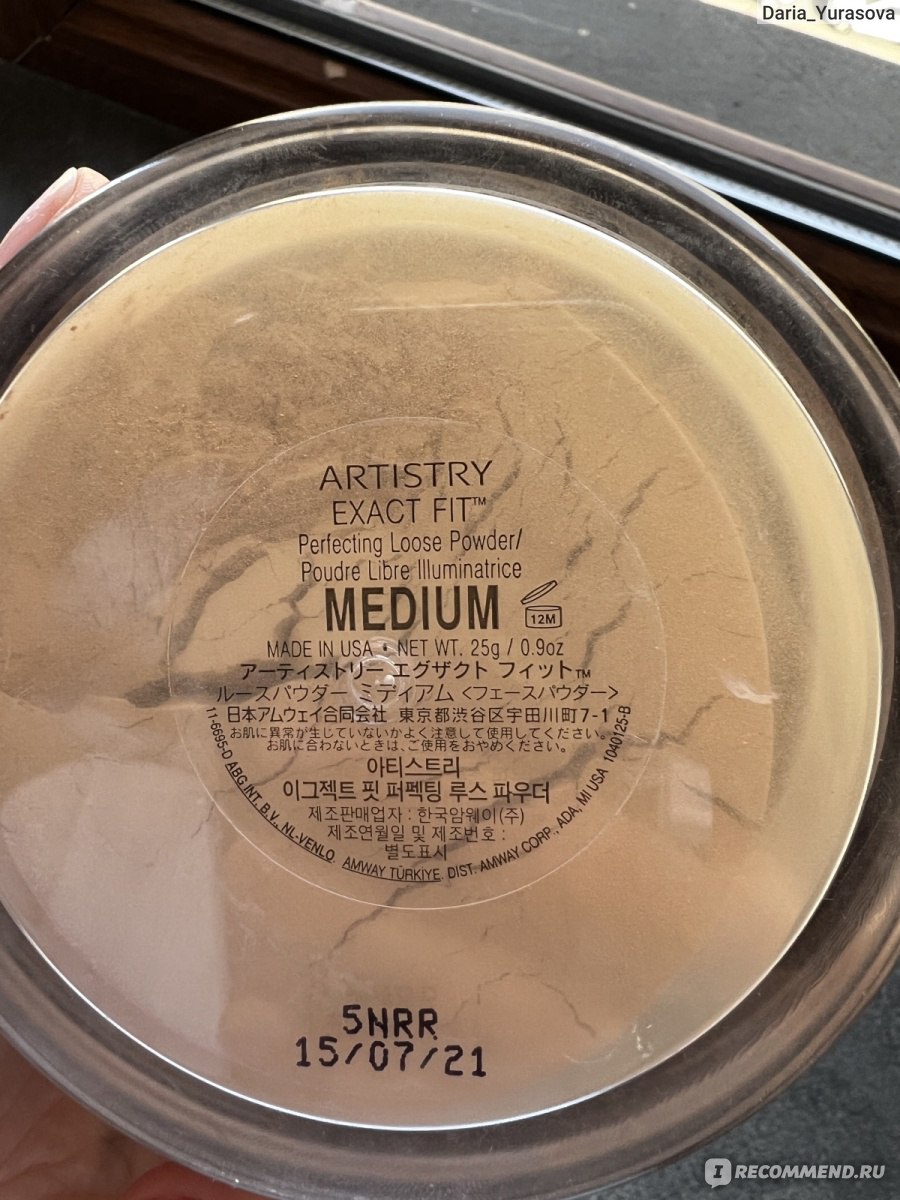 Daria_Yurasova
ARTISTRY
EXACT FIT™
Perfecting Loose Powder/
Poudre Libre Illuminatrice
MEDIUM
12M
MADE IN USA • NET WT. 25g / 0.9oz
アーティストリー エグザクト フィット™
ルースパウダー ミディアム <フェースパウダー>
日本アムウェイ合同会社 東京都渋谷区宇田川町7-1
お肌に異常が生じていないかよく注意して使用してください。
お肌に合わないときは、ご使用をおやめください。
아티스트리
이그젝트 핏 퍼펙팅 루스 파우더
제조판매업자 : 한국암웨이(주)
제조연월일 및 제조번호 :
별도표시
11-6695-D ABG INT. B.V., NL-VENLO AMWAY TÜRKIYE. DIST. AMWAY CORP., ADA, MI USA 1040125-B
5NRR
15/07/21
IRECOMMEND.RU